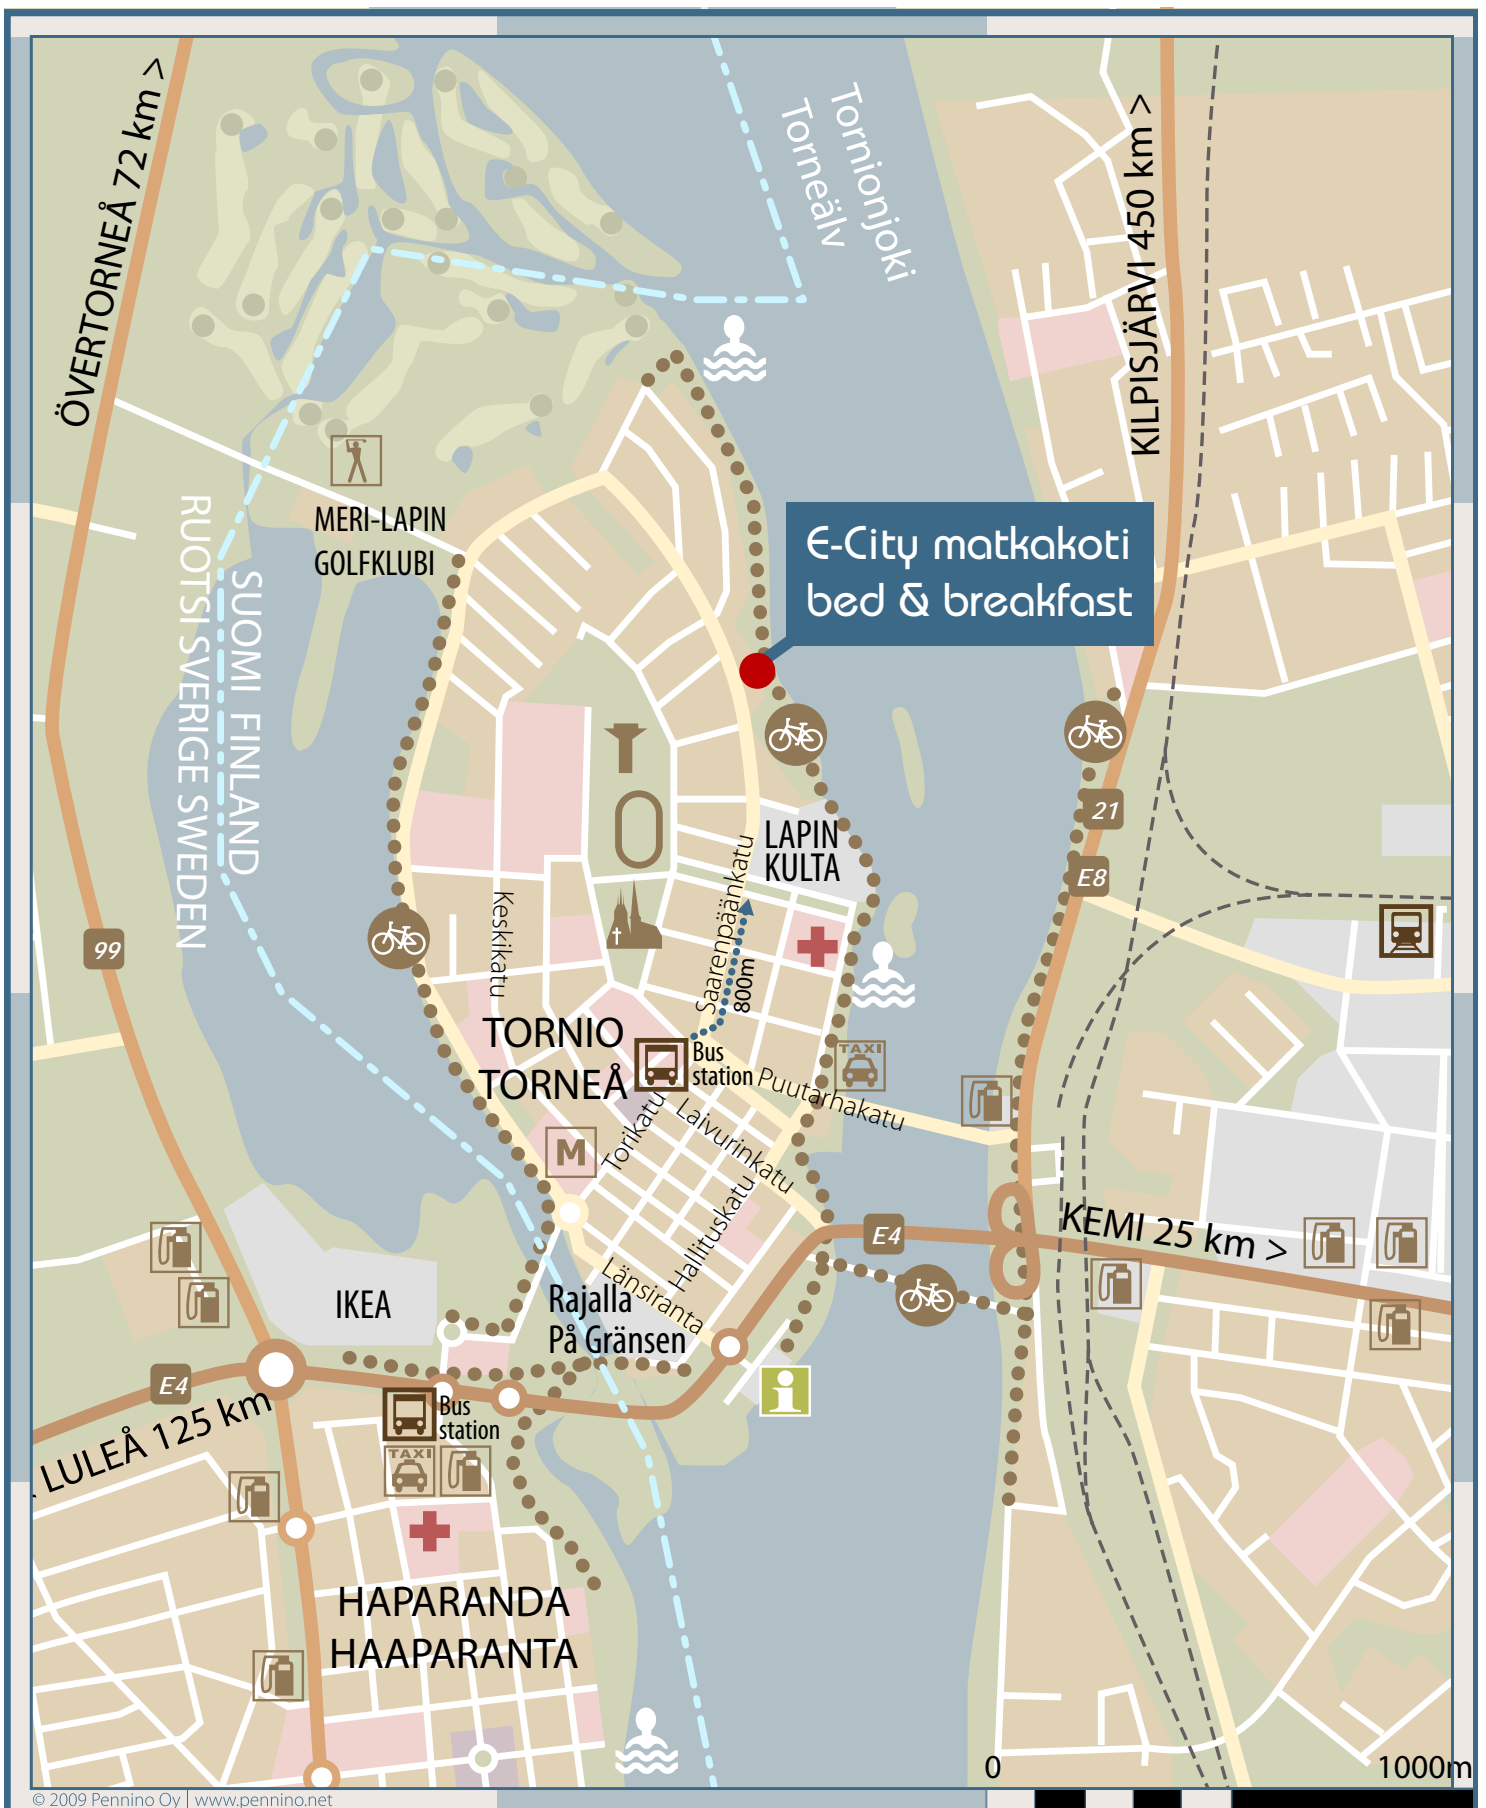 ÖVERTORNEÅ 72 km >
Tornionjoki
Torneälv
KILPISJÄRVI 450 km >
MERI-LAPIN
GOLFKLUBI
E-City matkakoti
bed & breakfast
RUOTSI SVERIGE SWEDEN
SUOMI FINLAND
21
LAPIN
KULTA
E8
Keskikatu
Saarenpäänkatu
800m
99
TORNIO
TORNEÅ
Bus
station
TAXI
Puutarhakatu
Laivurinkatu
Torikatu
M
Hallituskatu
E4
KEMI 25 km >
Länsiranta
IKEA
Rajalla
På Gränsen
i
E4
LULEÅ 125 km
Bus
station
TAXI
HAPARANDA
HAAPARANTA
0
1000m
© 2009 Pennino Oy | www.pennino.net